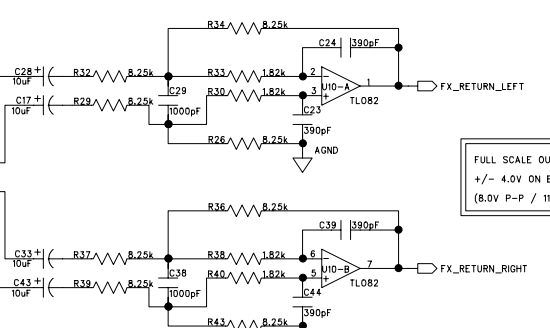 R34 8.25k
C24 390pF
C28 + R32 8.25k R33 1.82k 2 -
10uF
U10-A 1 FX_RETURN_LEFT
C29 R30 1.82k 3 +
C17 + R29 8.25k TL082
10uF
1000pF C23
390pF
R26 8.25k AGND
FULL SCALE OU
+/- 4.0V ON E
(8.0V P-P / 11
R36 8.25k
C39 390pF
C33 + R37 8.25k R38 1.82k 6 -
10uF
U10-B 7 FX_RETURN_RIGHT
C38 R40 1.82k 5 +
C43 + R39 8.25k TL082
10uF
1000pF C44
390pF
R43 8.25k